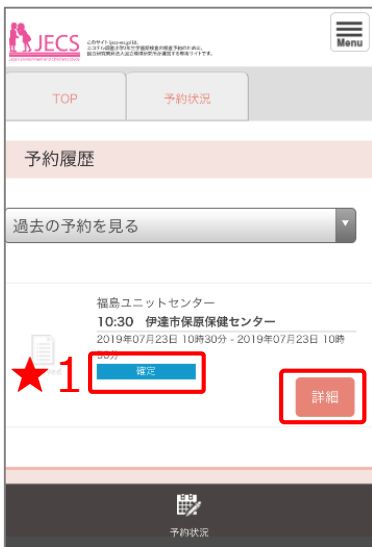 JECS
Menu
TOP
予約状況
予約履歴
過去の予約を見る
福島ユニットセンター
10:30 伊達市保原保健センター
2019年07月23日 10時30分 - 2019年07月23日 10時
確定
★1
詳細
予約状況